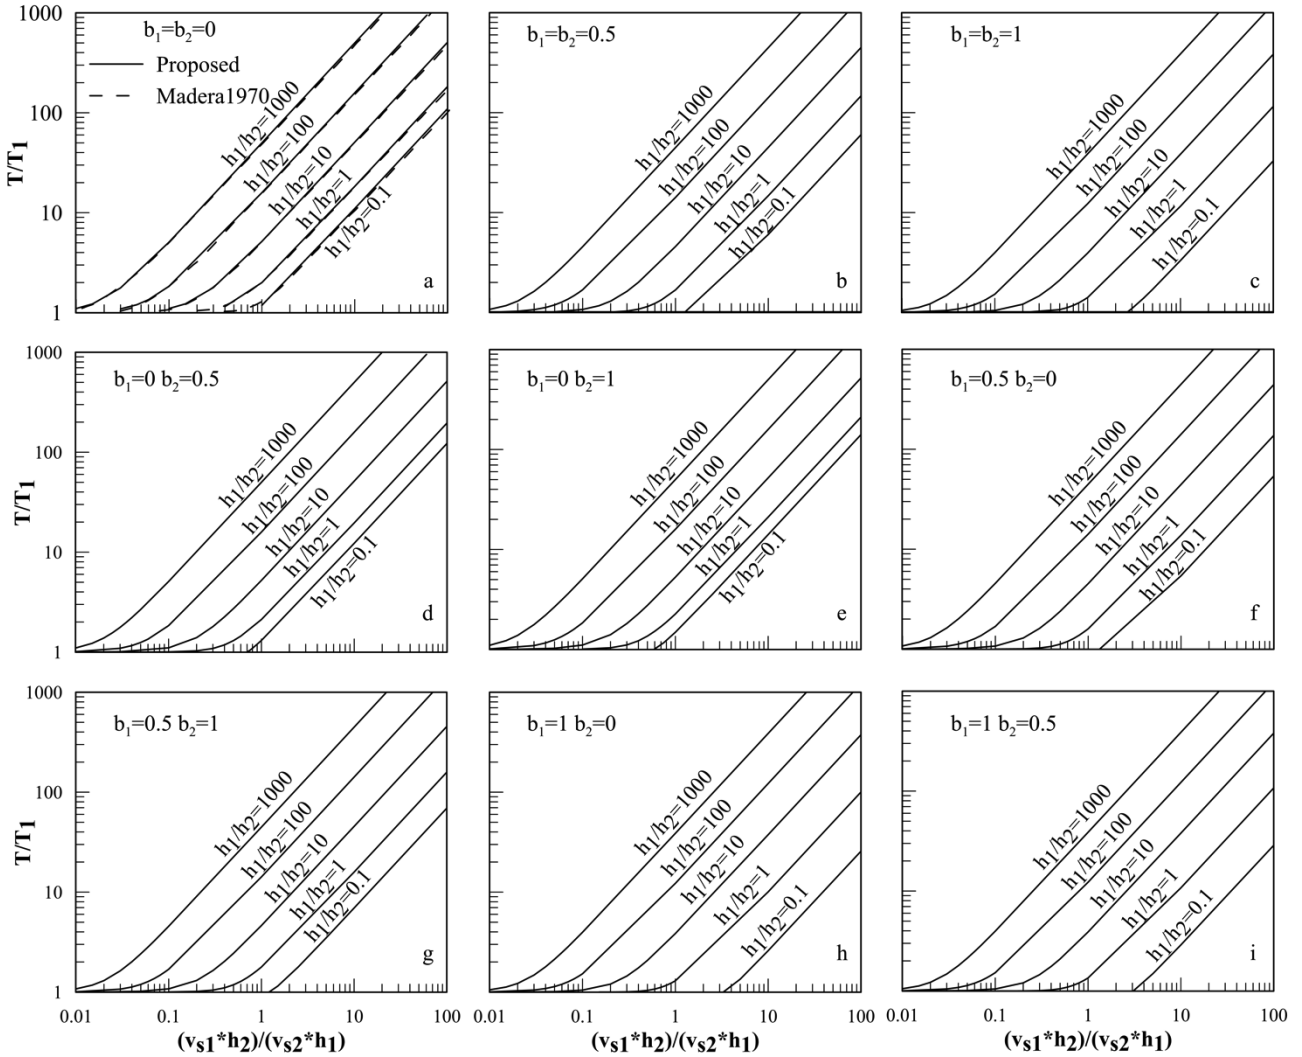 1000
100
10
1
T/T1
b1=b2=0
Proposed
Madera1970
h1/h2=1000
h1/h2=100
h1/h2=10
h1/h2=1
h1/h2=0.1
a
b1=b2=0.5
h1/h2=1000
h1/h2=100
h1/h2=10
h1/h2=1
h1/h2=0.1
b
b1=b2=1
h1/h2=1000
h1/h2=100
h1/h2=10
h1/h2=1
h1/h2=0.1
c
1000
100
10
1
T/T1
b1=0 b2=0.5
h1/h2=1000
h1/h2=100
h1/h2=10
h1/h2=1
h1/h2=0.1
d
b1=0 b2=1
h1/h2=1000
h1/h2=100
h1/h2=10
h1/h2=1
h1/h2=0.1
e
b1=0.5 b2=0
h1/h2=1000
h1/h2=100
h1/h2=10
h1/h2=1
h1/h2=0.1
f
1000
100
10
1
T/T1
b1=0.5 b2=1
h1/h2=1000
h1/h2=100
h1/h2=10
h1/h2=1
h1/h2=0.1
g
0.01 0.1 1 10 100
(vs1*h2)/(vs2*h1)
b1=1 b2=0
h1/h2=1000
h1/h2=100
h1/h2=10
h1/h2=1
h1/h2=0.1
h
0.01 0.1 1 10 100
(vs1*h2)/(vs2*h1)
b1=1 b2=0.5
h1/h2=1000
h1/h2=100
h1/h2=10
h1/h2=1
h1/h2=0.1
i
0.01 0.1 1 10 100
(vs1*h2)/(vs2*h1)